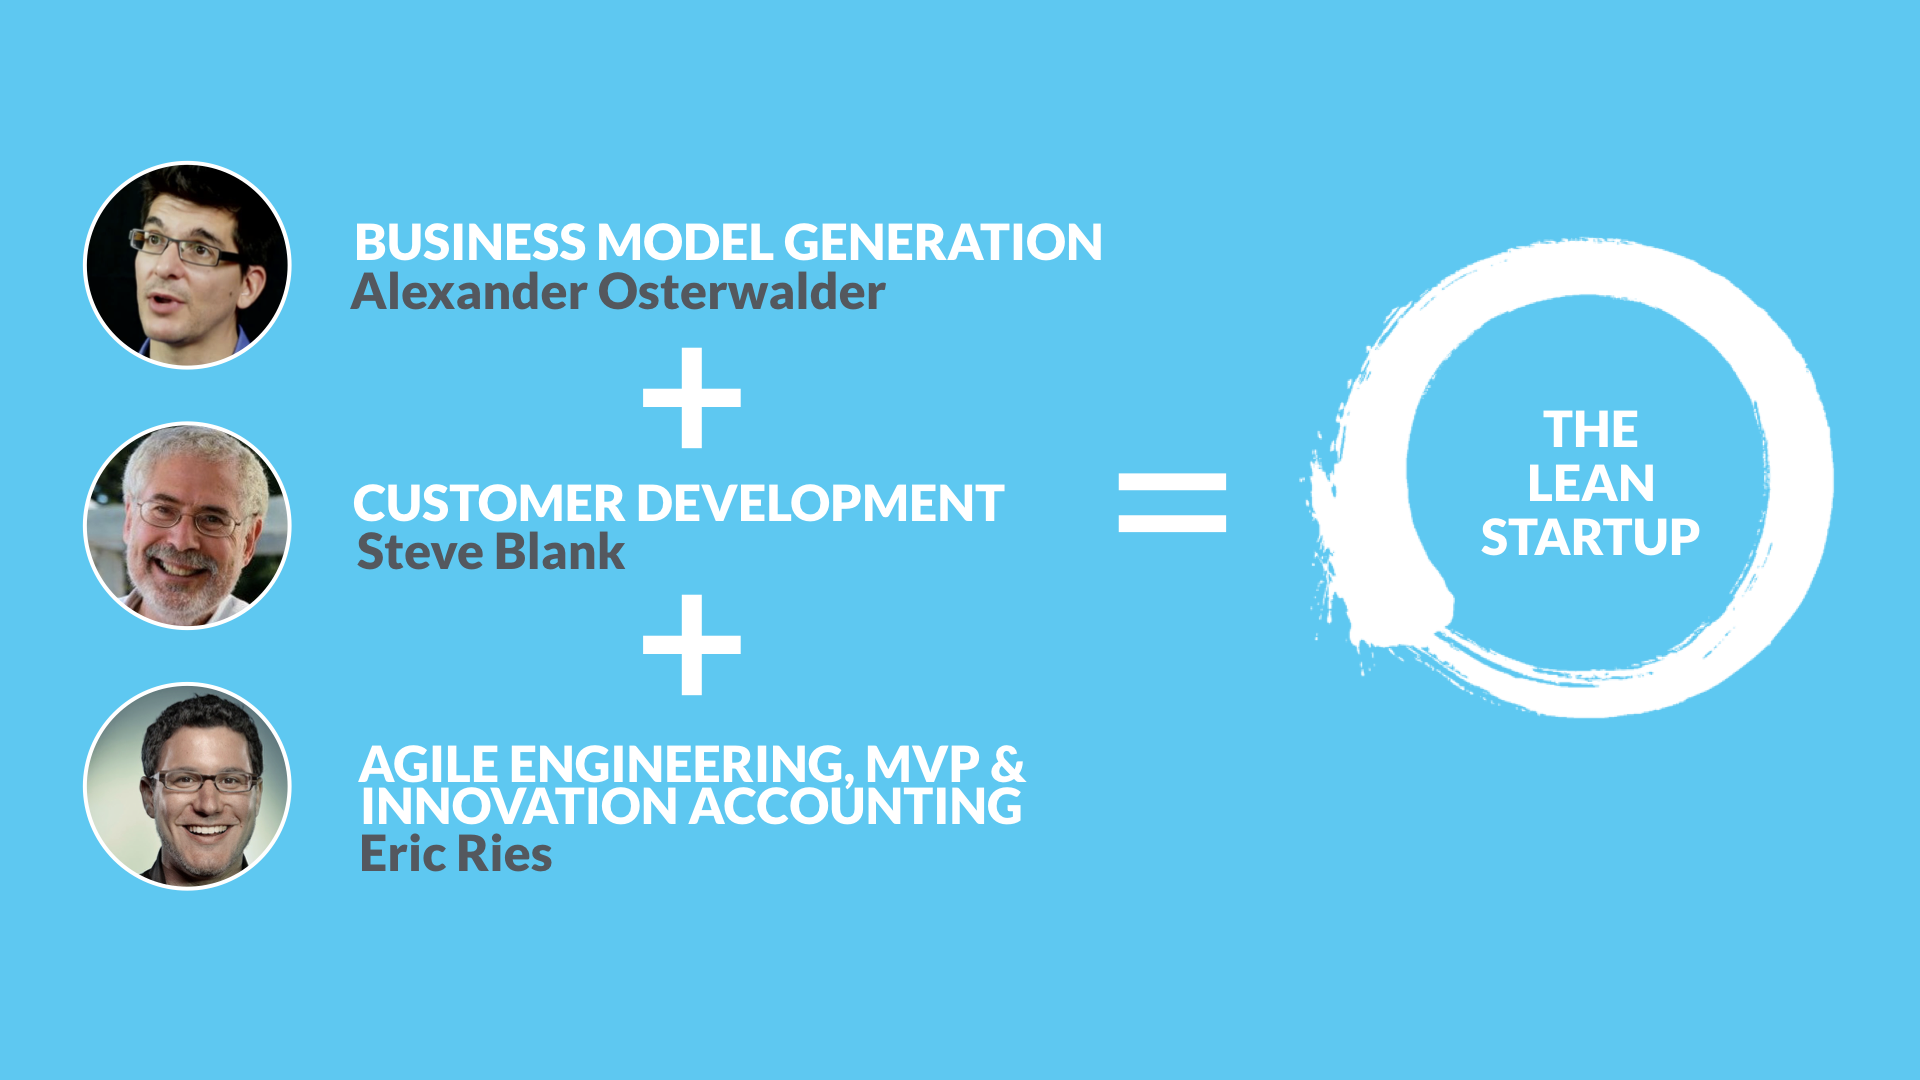 BUSINESS MODEL GENERATION
Alexander Osterwalder
+
CUSTOMER DEVELOPMENT
Steve Blank
+
AGILE ENGINEERING, MVP &
INNOVATION ACCOUNTING
Eric Ries
=
THE
LEAN
STARTUP